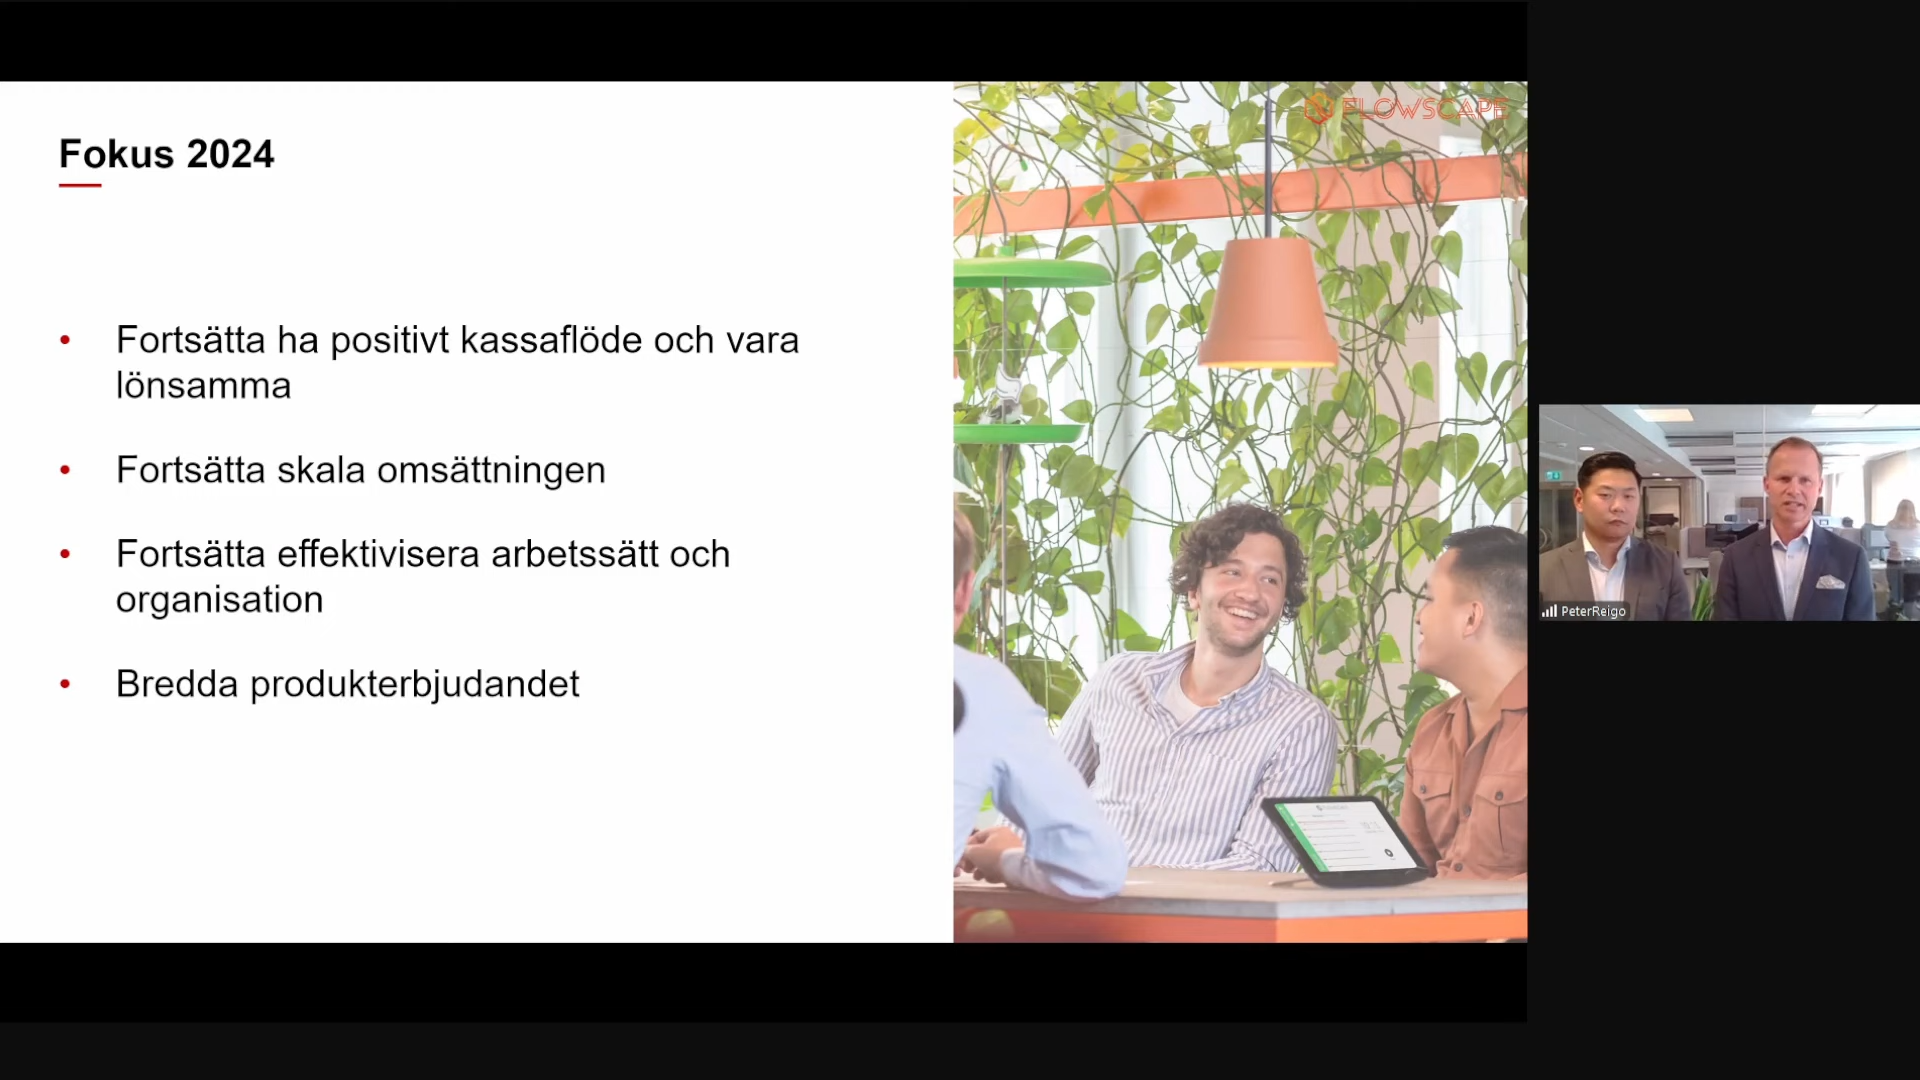 FLOWSCAPE
Fokus 2024
• Fortsätta ha positivt kassaflöde och vara
lönsamma
• Fortsätta skala omsättningen
• Fortsätta effektivisera arbetssätt och
organisation
• Bredda produkterbjudandet
PeterReigo